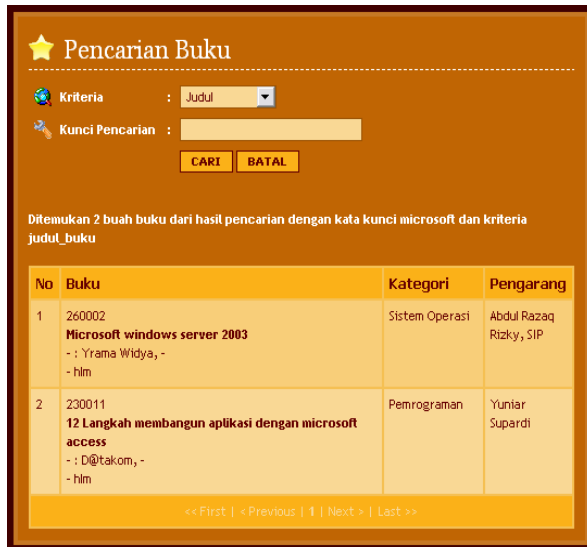 Pencarian Buku
Kriteria : Judul
Kunci Pencarian :
CARI BATAL
Ditemukan 2 buah buku dari hasil pencarian dengan kata kunci microsoft dan kriteria
judul_buku
No Buku Kategori Pengarang
1 260002 Sistem Operasi Abdul Razaq
Microsoft windows server 2003 Rizky, SIP
- : Yrama Widya, -
- hlm
2 230011 Pemrograman Yuniar
12 Langkah membangun aplikasi dengan microsoft Supardi
access
- : D@takom, -
- hlm
<< First | < Previous | 1 | Next > | Last >>